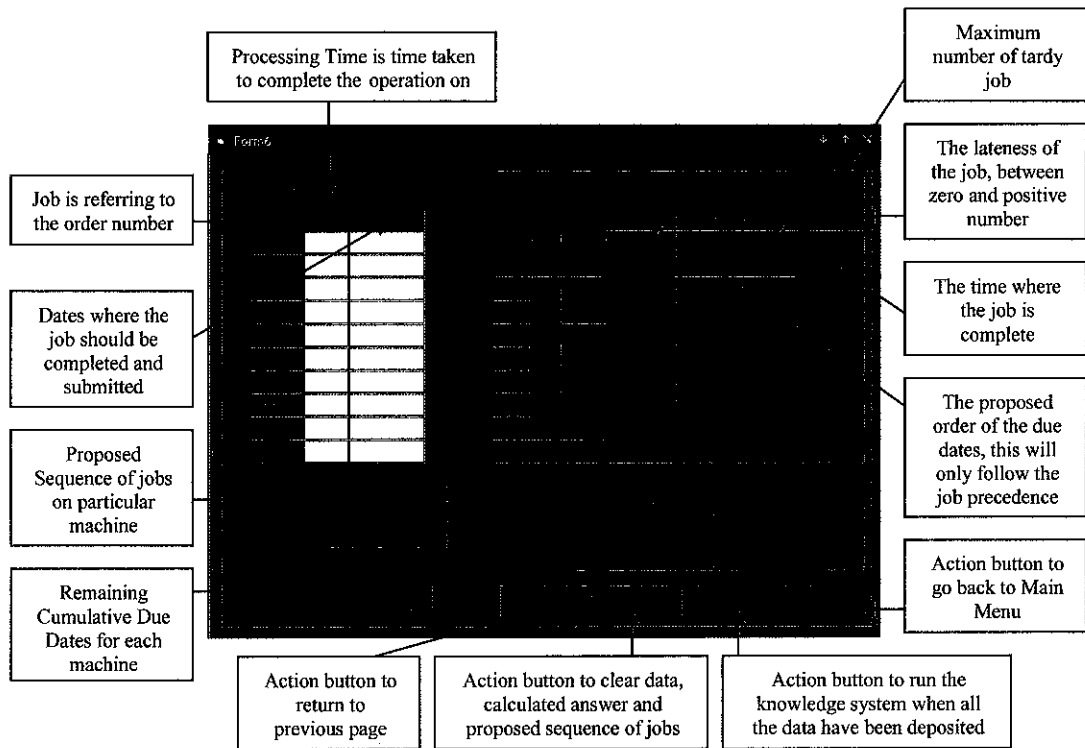 Processing Time is time taken
to complete the operation on
Maximum
number of tardy
job
Form6
The lateness of
the job, between
zero and positive
number
Job is referring to
the order number
The time where
the job is
complete
Dates where the
job should be
completed and
submitted
The proposed
order of the due
dates, this will
only follow the
job precedence
Proposed
Sequence of jobs
on particular
machine
Action button to
go back to Main
Menu
Remaining
Cumulative Due
Dates for each
machine
Action button to
return to
previous page
Action button to clear data,
calculated answer and
proposed sequence of jobs
Action button to run the
knowledge system when all
the data have been deposited